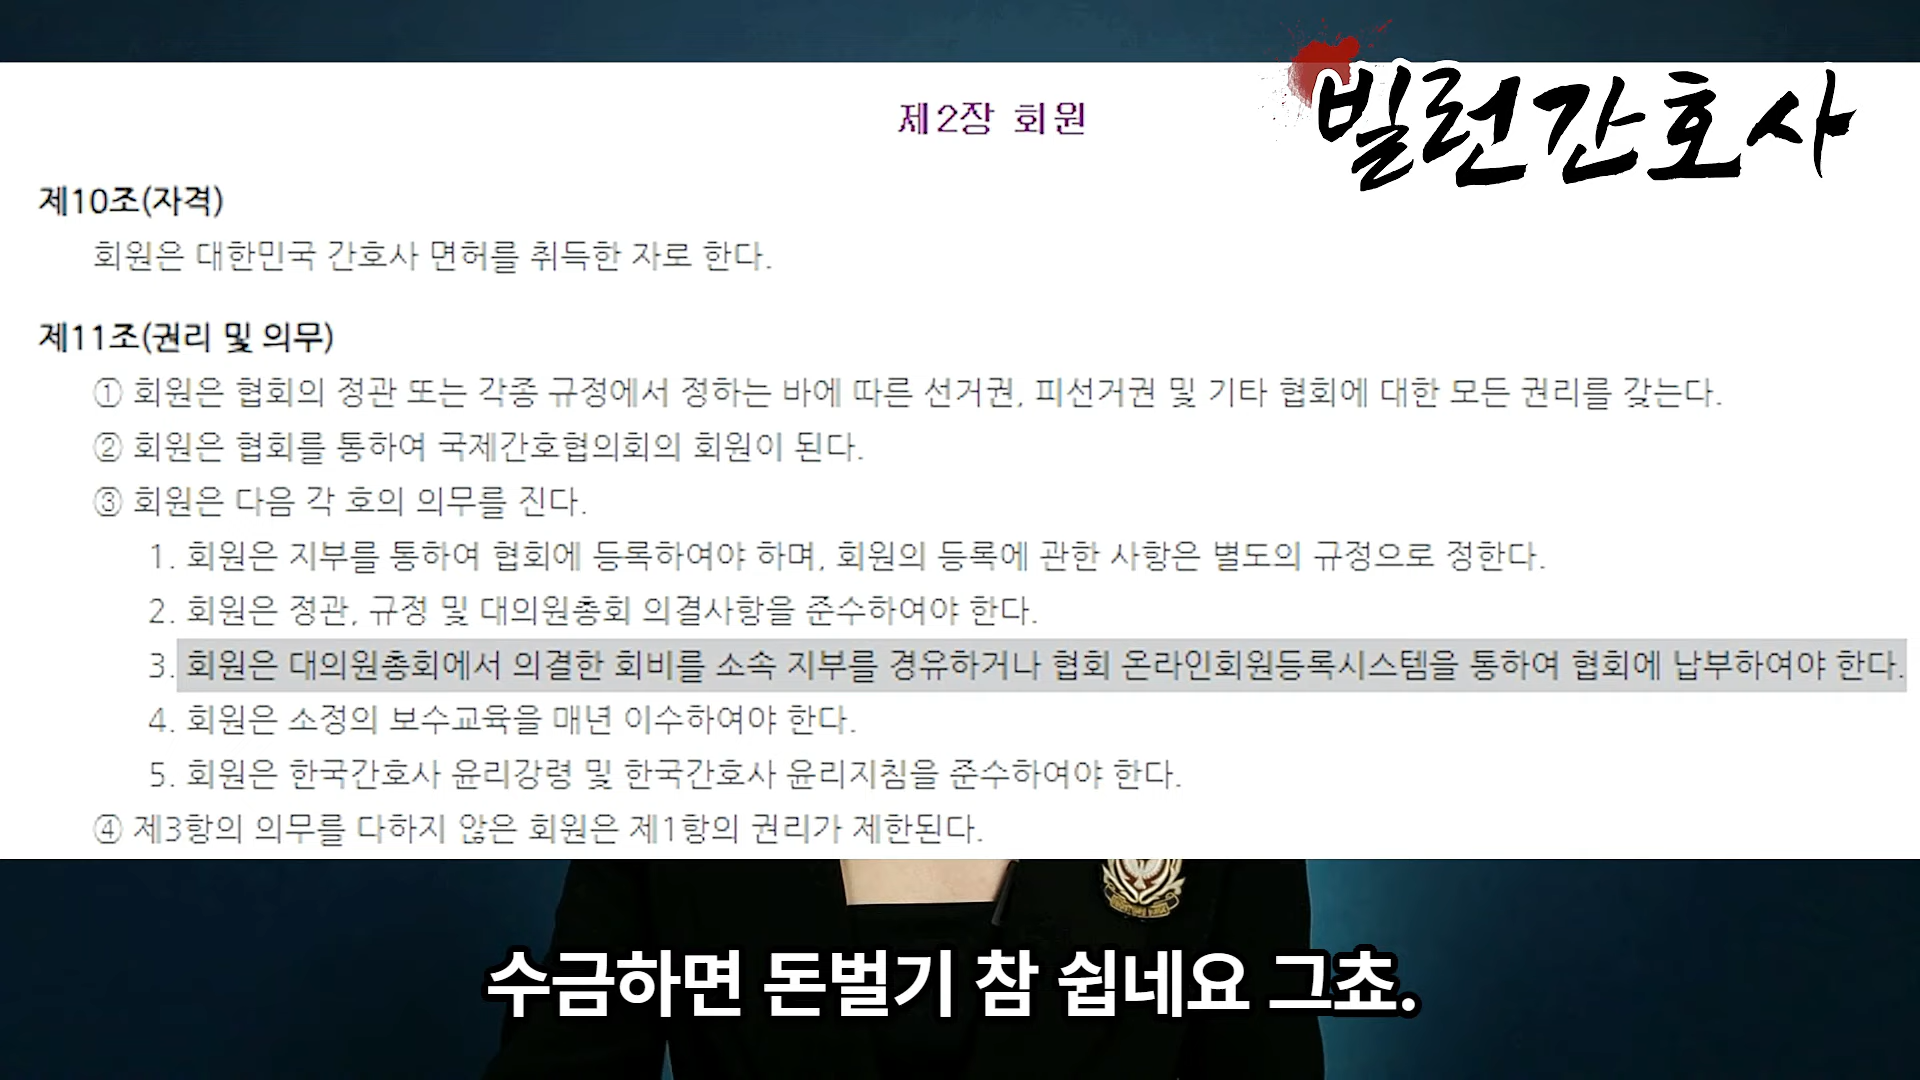 빌런간호사
제2장 회원
제10조(자격)
회원은 대한민국 간호사 면허를 취득한 자로 한다.
제11조(권리 및 의무)
① 회원은 협회의 정관 또는 각종 규정에서 정하는 바에 따른 선거권, 피선거권 및 기타 협회에 대한 모든 권리를 갖는다.
② 회원은 협회를 통하여 국제간호협의회의 회원이 된다.
③ 회원은 다음 각 호의 의무를 진다.
1. 회원은 지부를 통하여 협회에 등록하여야 하며, 회원의 등록에 관한 사항은 별도의 규정으로 정한다.
2. 회원은 정관, 규정 및 대의원총회 의결사항을 준수하여야 한다.
3. 회원은 대의원총회에서 의결한 회비를 소속 지부를 경유하거나 협회 온라인회원등록시스템을 통하여 협회에 납부하여야 한다.
4. 회원은 소정의 보수교육을 매년 이수하여야 한다.
5. 회원은 한국간호사 윤리강령 및 한국간호사 윤리지침을 준수하여야 한다.
④ 제3항의 의무를 다하지 않은 회원은 제1항의 권리가 제한된다.
수금하면 돈벌기 참 쉽네요 그쵸.